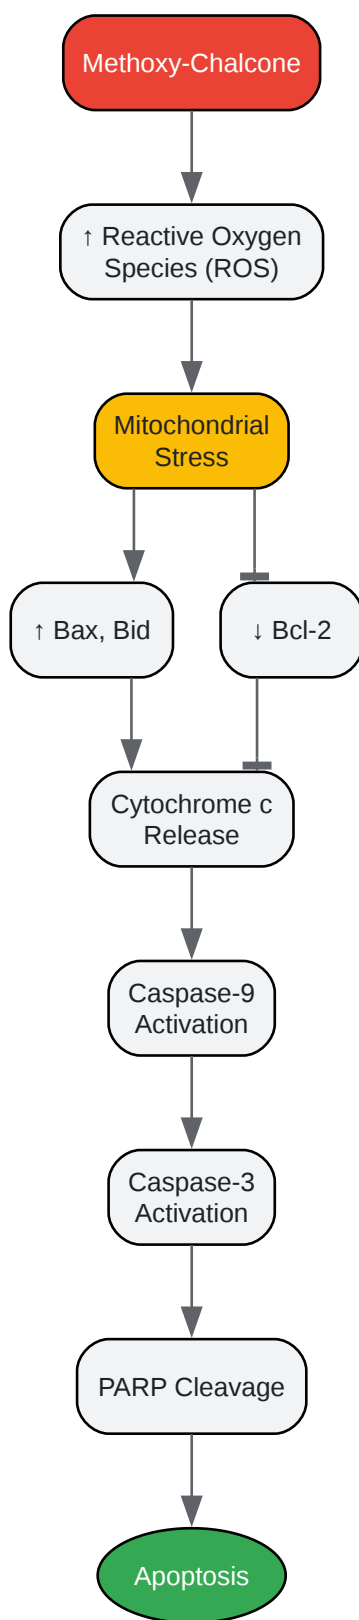 Methoxy-Chalcone
↑ Reactive Oxygen
Species (ROS)
Mitochondrial
Stress
↑ Bax, Bid
↓ Bcl-2
Cytochrome c
Release
Caspase-9
Activation
Caspase-3
Activation
PARP Cleavage
Apoptosis